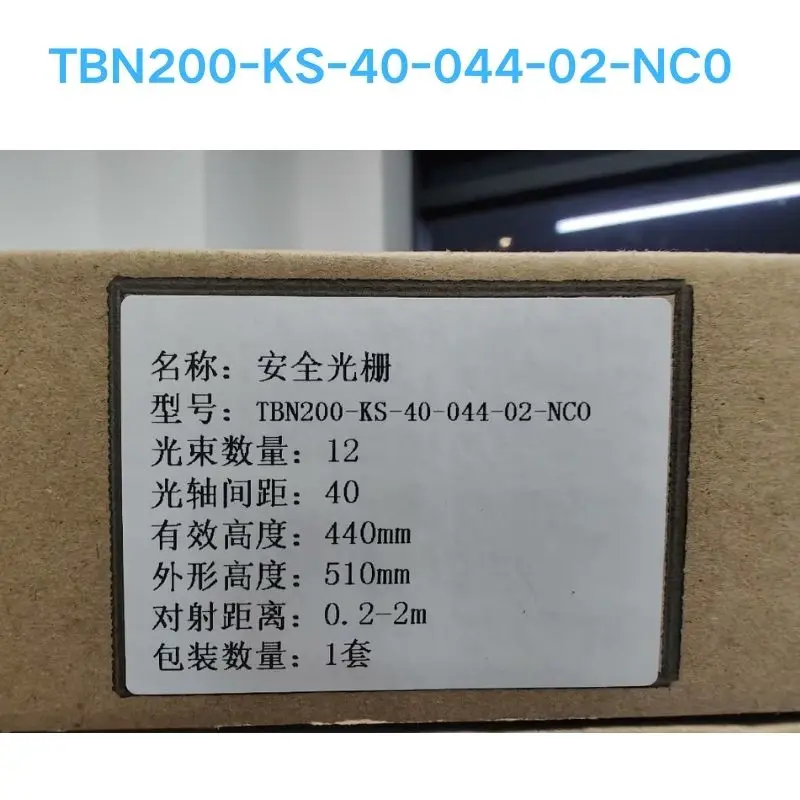 TBN200-KS-40-044-02-NC0
名称：安全光栅
型号：TBN200-KS-40-044-02-NCO
光束数量：12
光轴间距：40
有效高度：440mm
外形高度：510mm
对射距离：0.2-2m
包装数量：1套